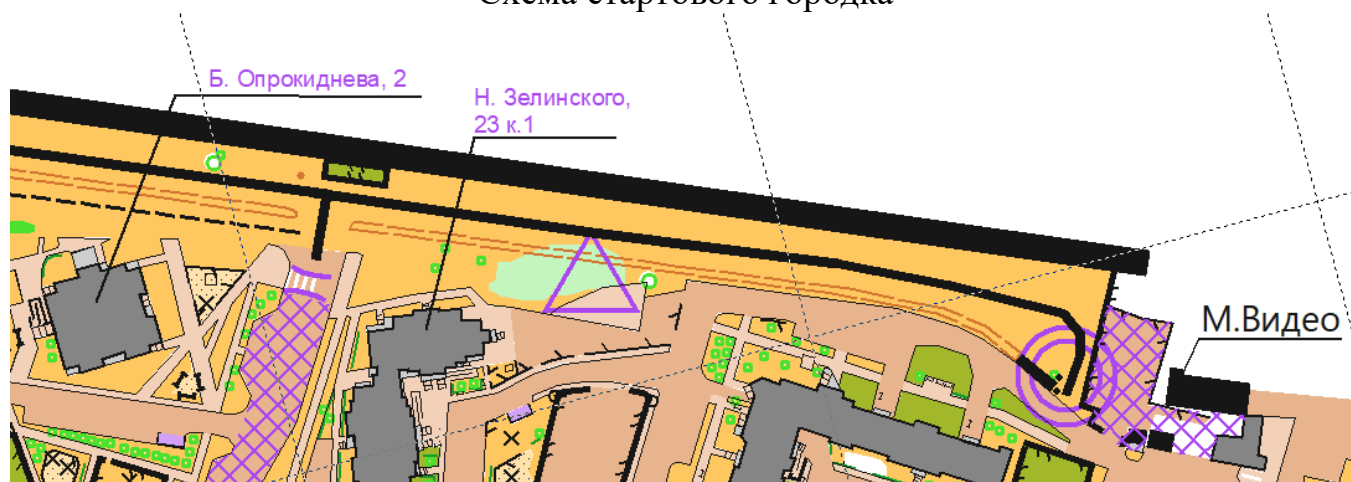 Схема стартового городка
Б. Опрокиднева, 2
Н. Зелинского,
23 к.1
М.Видео